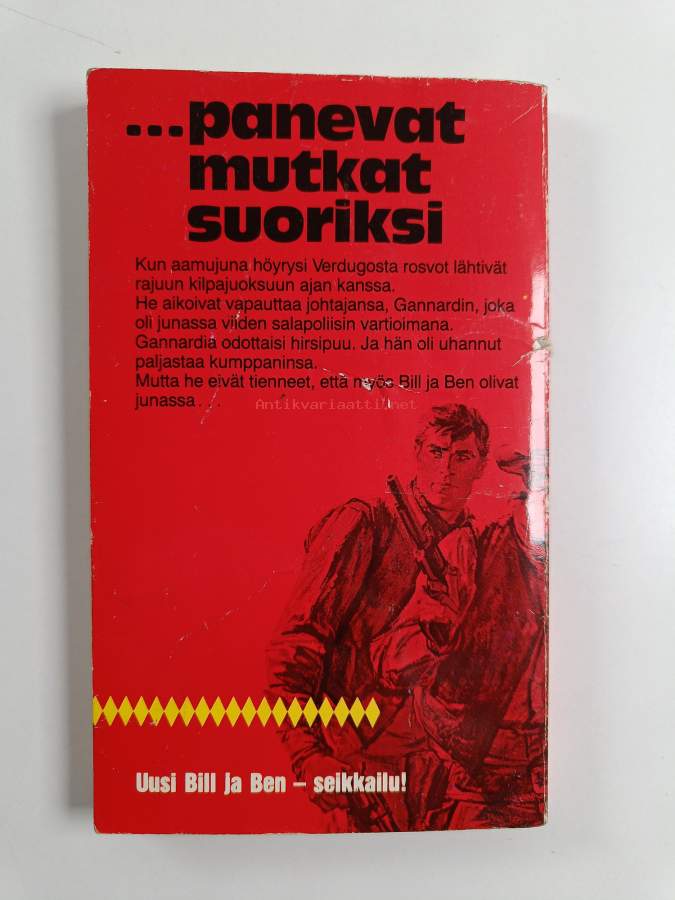 ...panevat
mutkat
suoriksi
Kun aamujuna höyrysi Verdugosta rosvot lähtivät
rajuun kilpajuoksuun ajan kanssa.
He aikoivat vapauttaa johtajansa, Gannardin, joka
oli junassa viiden salapoliisin vartioimana.
Gannardia odottaisi hirsipuu. Ja hän oli uhannut
paljastaa kumppaninsa.
Mutta he eivät tienneet, että myös Bill ja Ben olivat
junassa...
Antikvariaatti.net
Uusi Bill ja Ben – seikkailu!